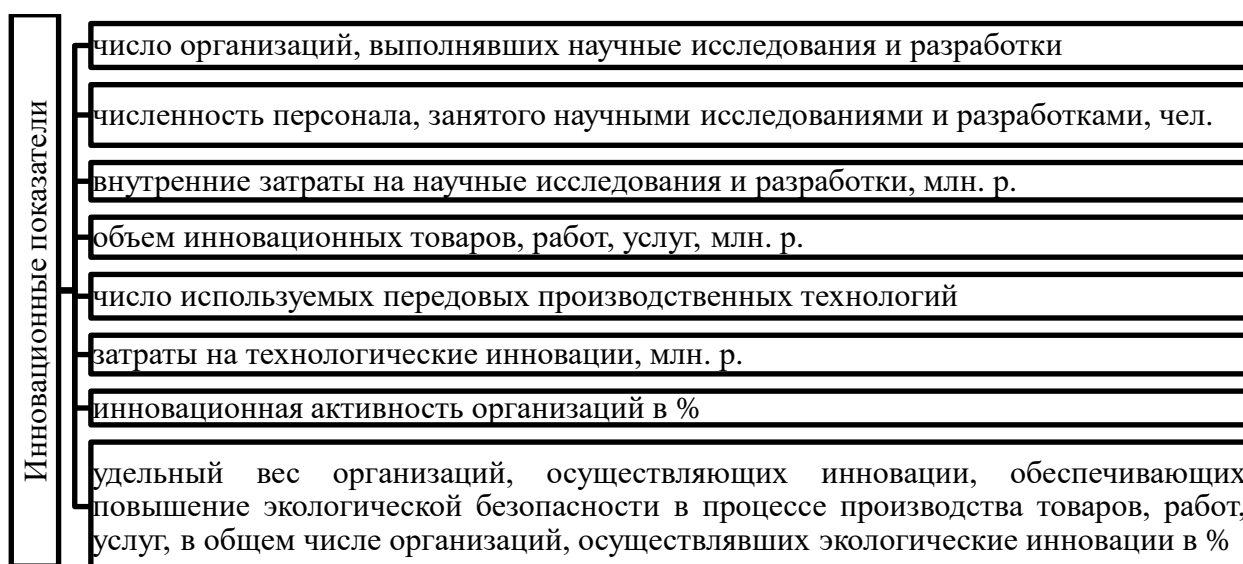 Инновационные показатели
число организаций, выполнявших научные исследования и разработки
численность персонала, занятого научными исследованиями и разработками, чел.
внутренние затраты на научные исследования и разработки, млн. р.
объем инновационных товаров, работ, услуг, млн. р.
число используемых передовых производственных технологий
затраты на технологические инновации, млн. р.
инновационная активность организаций в %
удельный вес организаций, осуществляющих инновации, обеспечивающих
повышение экологической безопасности в процессе производства товаров, работ,
услуг, в общем числе организаций, осуществлявших экологические инновации в %